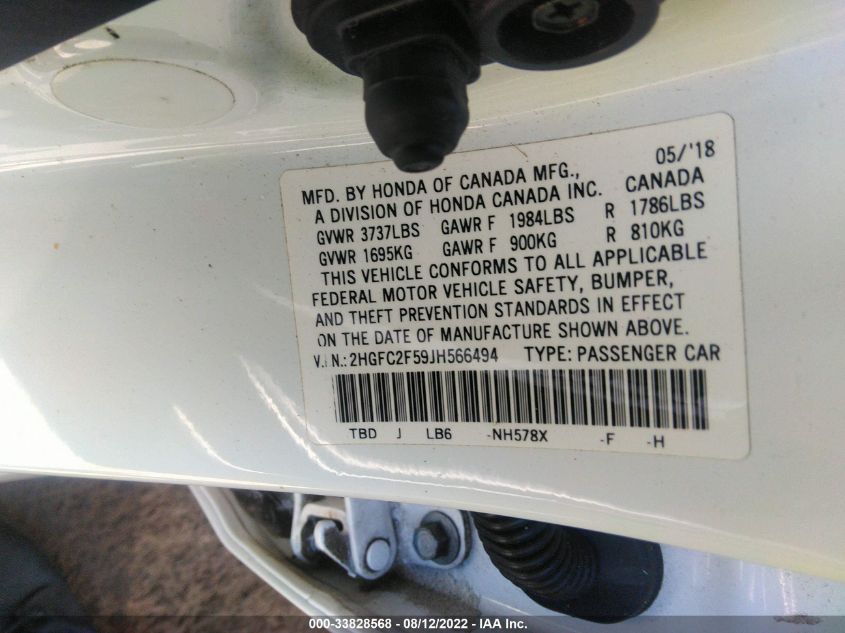 05/'18
MFD. BY HONDA OF CANADA MFG.,
A DIVISION OF HONDA CANADA INC. CANADA
GVWR 3737LBS GAWR F 1984LBS R 1786LBS
GVWR 1695KG GAWR F 900KG R 810KG
THIS VEHICLE CONFORMS TO ALL APPLICABLE
FEDERAL MOTOR VEHICLE SAFETY, BUMPER,
AND THEFT PREVENTION STANDARDS IN EFFECT
ON THE DATE OF MANUFACTURE SHOWN ABOVE.
V.I.N.: 2HGFC2F59JH566494 TYPE: PASSENGER CAR
TBD J LB6 -NH578X -F -H
000-33828568 - 08/12/2022 - IAA Inc.